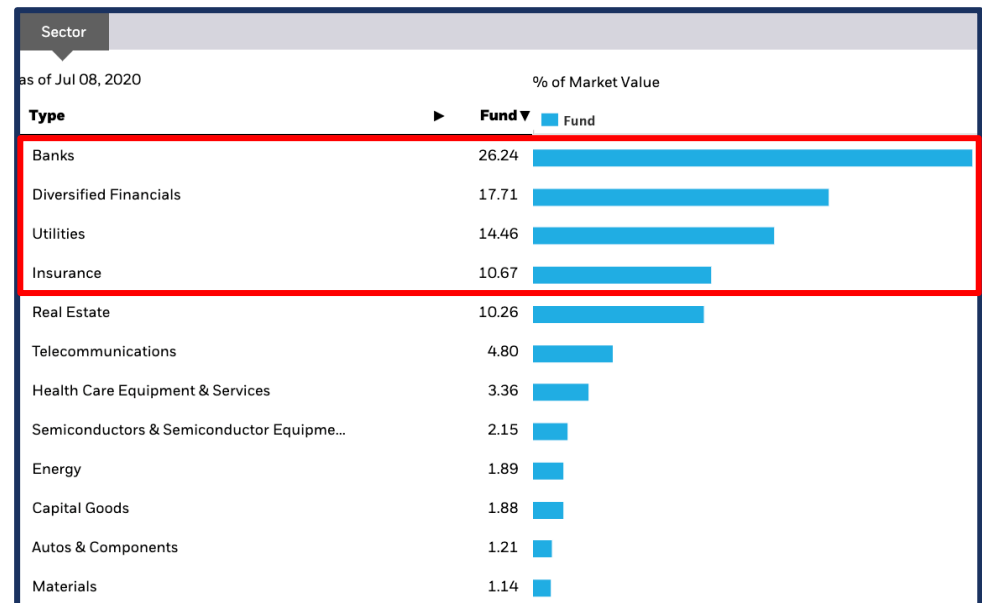 Sector
as of Jul 08, 2020 % of Market Value
Type ▶ Fund▼ Fund
Banks 26.24
Diversified Financials 17.71
Utilities 14.46
Insurance 10.67
Real Estate 10.26
Telecommunications 4.80
Health Care Equipment & Services 3.36
Semiconductors & Semiconductor Equipme... 2.15
Energy 1.89
Capital Goods 1.88
Autos & Components 1.21
Materials 1.14